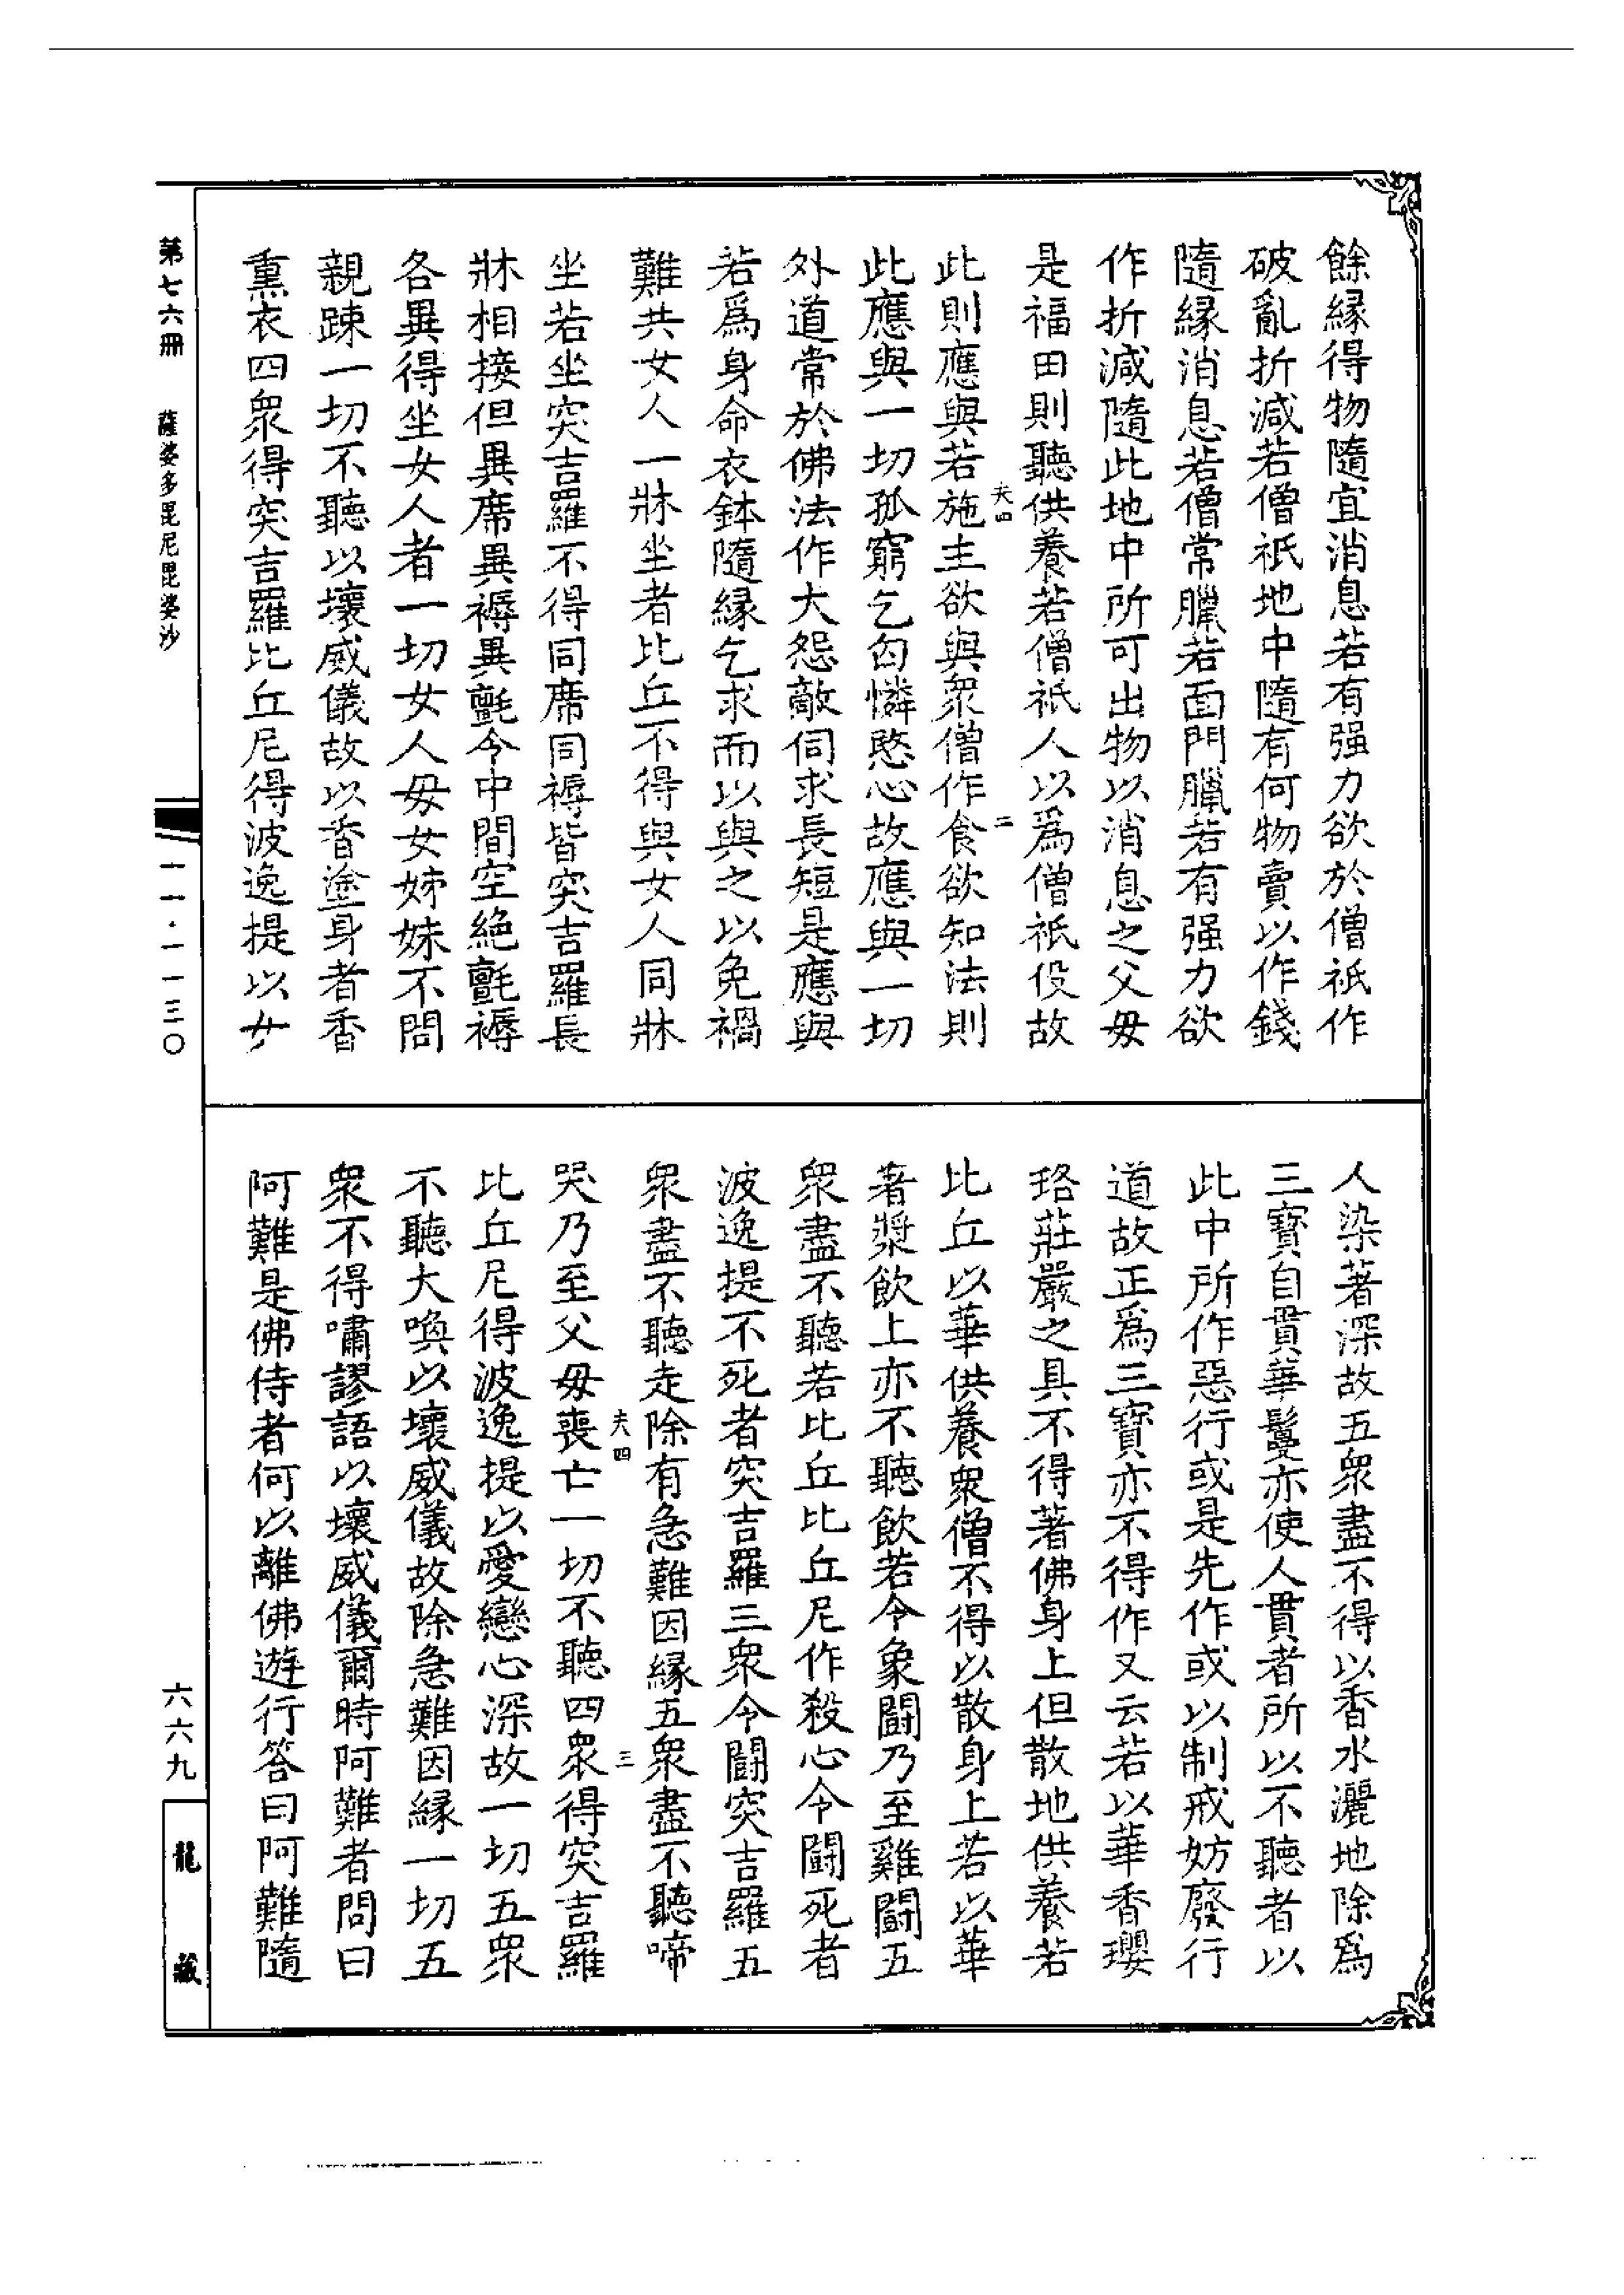 餘縁得物隨宜消息若有强力欲於僧祇作
破亂折減若僧祇地中隨有何物賣以作錢
隨縁消息若僧常臘若面門臘若有强力欲
作折減隨此地中所可出物以消息之父毋
是福田則聽供養若僧祇人以爲僧祇役故
夫四
二
此則應與若施主欲與衆僧作食欲知法則
此應與一切孤窮乞匃憐愍心故應與一切
外道常於佛法作大怨敵伺求長短是應與
若爲身命衣鉢隨縁乞求而以與之以免禍
難共女人一牀坐者比丘不得與女人同牀
坐若坐突吉羅不得同席同褥皆突吉羅長
牀相接但異席異褥異氈令中間空絶氈褥
各異得坐女人者一切女人毋女姊妹不問
親踈一切不聽以壞威儀故以香塗身者香
熏衣四衆得突吉羅比丘尼得波逸提以女
人染著深故五衆盡不得以香水灑地除爲
三寶自貫華鬘亦使人貫者所以不聽者以
此中所作惡行或是先作或以制戒妨廢行
道故正爲三寶亦不得作又云若以華香瓔
珞莊嚴之具不得著佛身上但散地供養若
比丘以華供養衆僧不得以散身上若以華
著漿飲上亦不聽飲若令象鬪乃至雞鬪五
衆盡不聽若比丘比丘尼作殺心令鬪死者
波逸提不死者突吉羅三衆令鬪突吉羅五
衆盡不聽走除有急難因縁五衆盡不聽啼
夫四
三
哭乃至父毋喪亡一切不聽四衆得突吉羅
比丘尼得波逸提以愛戀心深故一切五衆
不聽大喚以壞威儀故除急難因縁一切五
衆不得嘯謬語以壞威儀爾時阿難者問曰
阿難是佛侍者何以離佛遊行答曰阿難隨
第七六冊
薩婆多毘尼毘婆沙
一一·一一三〇
六六九
龍藏